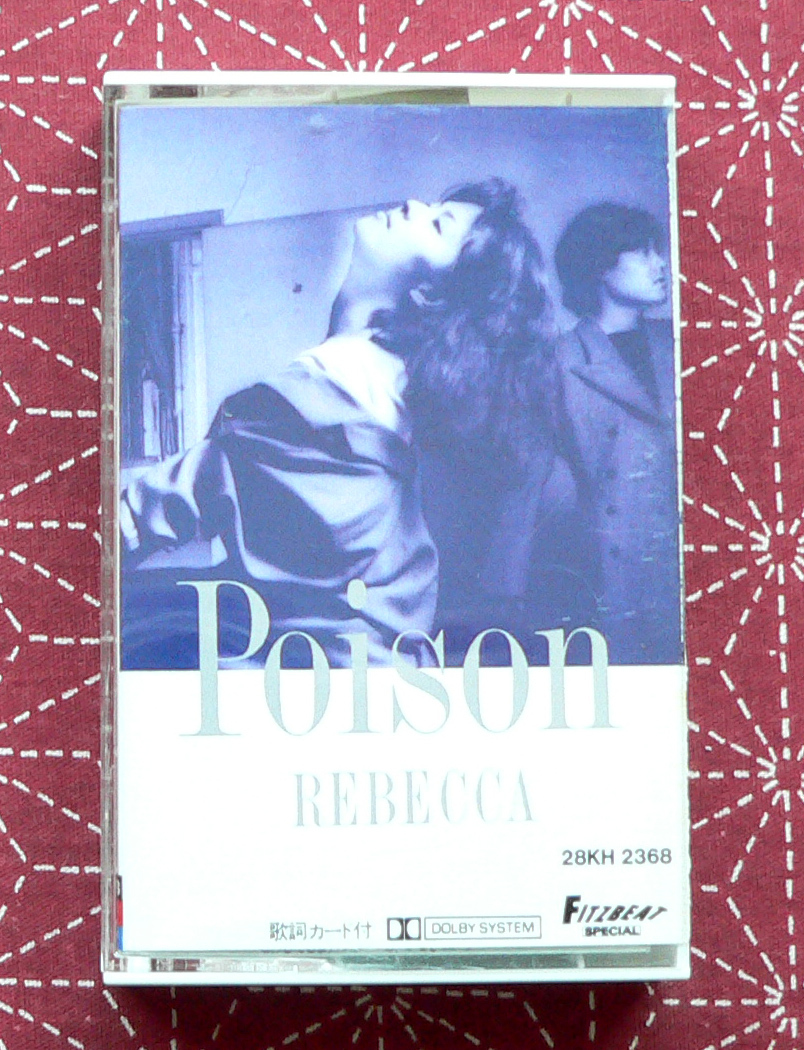 Poison
REBECCA
28KH 2368
歌詞カード付 DOLBY SYSTEM
FITZBEAT
SPECIAL